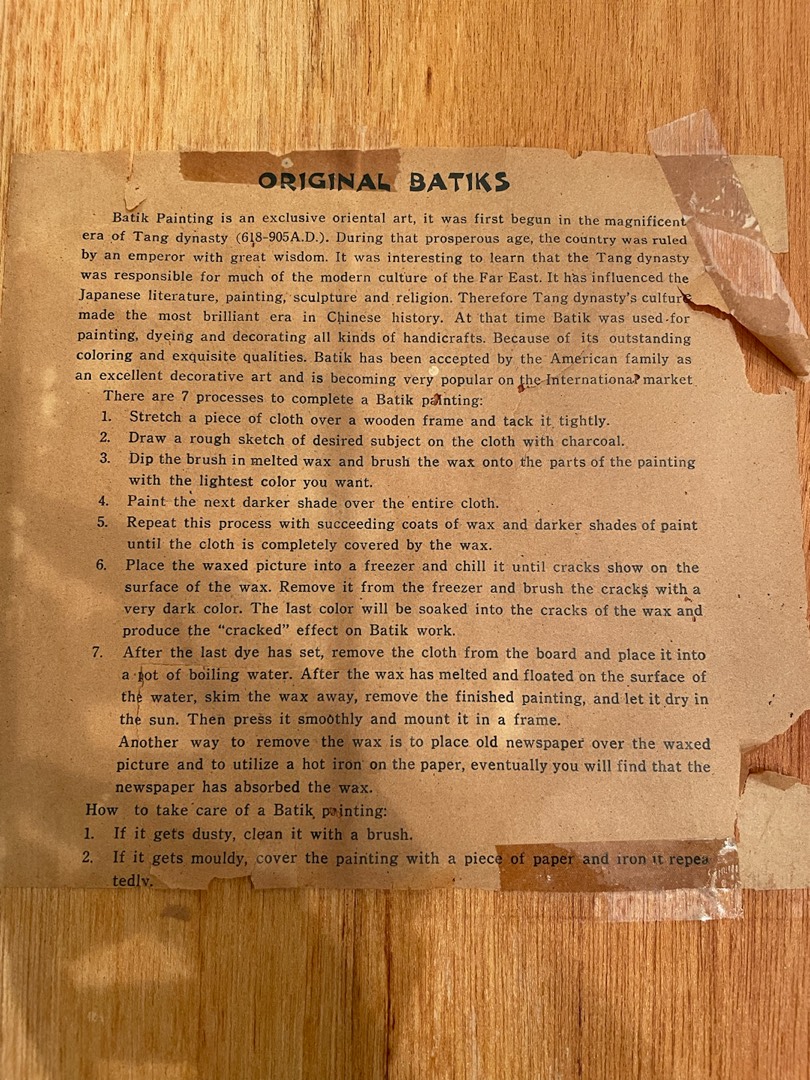 ORIGINAL BATIKS
Batik Painting is an exclusive oriental art, it was first begun in the magnificent
era of Tang dynasty (618-905A.D.). During that prosperous age, the country was ruled
by an emperor with great wisdom. It was interesting to learn that the Tang dynasty
was responsible for much of the modern culture of the Far East. It has influenced the
Japanese literature, painting, sculpture and religion. Therefore Tang dynasty's culture
made the most brilliant era in Chinese history. At that time Batik was used for
painting, dyeing and decorating all kinds of handicrafts. Because of its outstanding
coloring and exquisite qualities. Batik has been accepted by the American family as
an excellent decorative art and is becoming very popular on the International market
There are 7 processes to complete a Batik painting:
1. Stretch a piece of cloth over a wooden frame and tack it tightly.
2. Draw a rough sketch of desired subject on the cloth with charcoal.
3. Dip the brush in melted wax and brush the wax onto the parts of the painting
with the lightest color you want.
4. Paint the next darker shade over the entire cloth.
5. Repeat this process with succeeding coats of wax and darker shades of paint
until the cloth is completely covered by the wax.
6. Place the waxed picture into a freezer and chill it until cracks show on the
surface of the wax. Remove it from the freezer and brush the cracks with a
very dark color. The last color will be soaked into the cracks of the wax and
produce the "cracked" effect on Batik work.
7. After the last dye has set, remove the cloth from the board and place it into
a pot of boiling water. After the wax has melted and floated on the surface of
the water, skim the wax away, remove the finished painting, and let it dry in
the sun. Then press it smoothly and mount it in a frame.
Another way to remove the wax is to place old newspaper over the waxed
picture and to utilize a hot iron on the paper, eventually you will find that the
newspaper has absorbed the wax.
How to take care of a Batik painting:
1. If it gets dusty, clean it with a brush.
2. If it gets mouldy, cover the painting with a piece of paper and iron it repea
tedly.